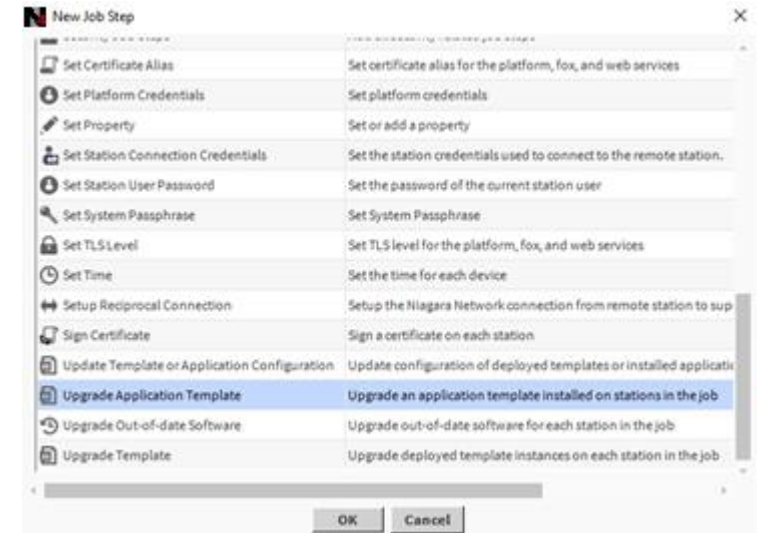 New Job Step
Set Certificate Alias Set certificate alias for the platform, fox, and web services
Set Platform Credentials Set platform credentials
Set Property Set or add a property
Set Station Connection Credentials Set the station credentials used to connect to the remote station.
Set Station User Password Set the password of the current station user
Set System Passphrase Set System Passphrase
Set TLS Level Set TLS level for the platform, fox, and web services
Set Time Set the time for each device
Setup Reciprocal Connection Setup the Niagara Network connection from remote station to sup
Sign Certificate Sign a certificate on each station
Update Template or Application Configuration Update configuration of deployed templates or installed applicati
Upgrade Application Template Upgrade an application template installed on stations in the job
Upgrade Out-of-date Software Upgrade out-of-date software for each station in the job
Upgrade Template Upgrade deployed template instances on each station in the job
OK Cancel